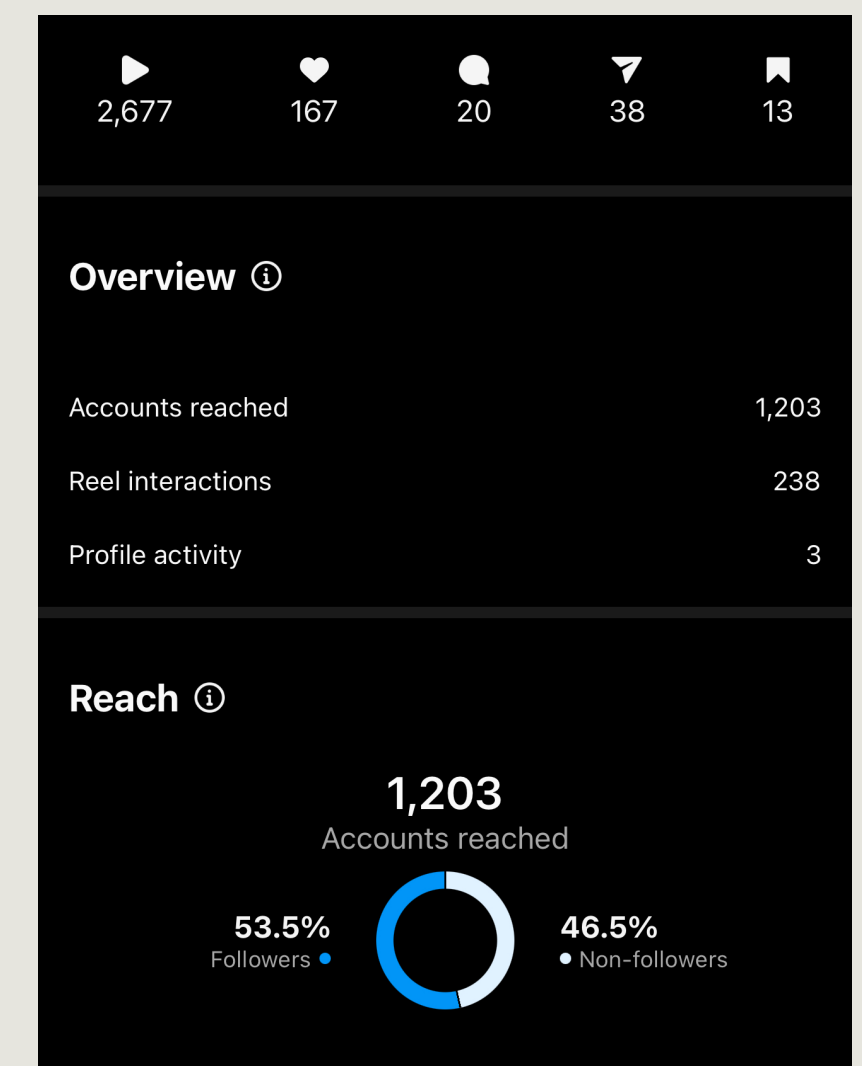 2,677 167 20 38 13
Overview
Accounts reached 1,203
Reel interactions 238
Profile activity 3
Reach
1,203
Accounts reached
53.5% 46.5%
Followers Non-followers